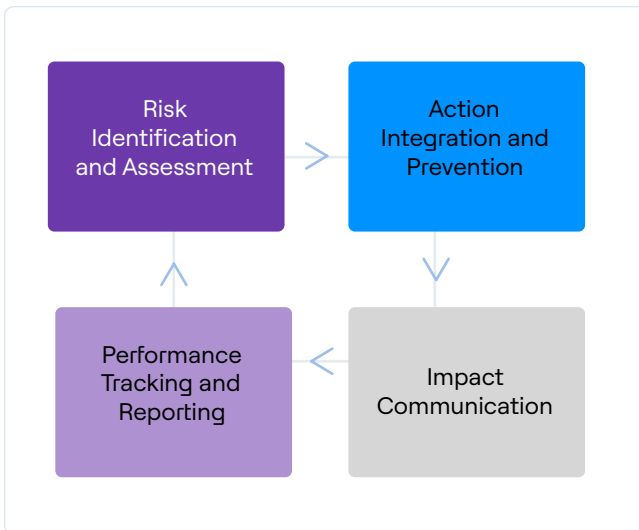 Risk
Identification
and Assessment
Action
Integration and
Prevention
Performance
Tracking and
Reporting
Impact
Communication